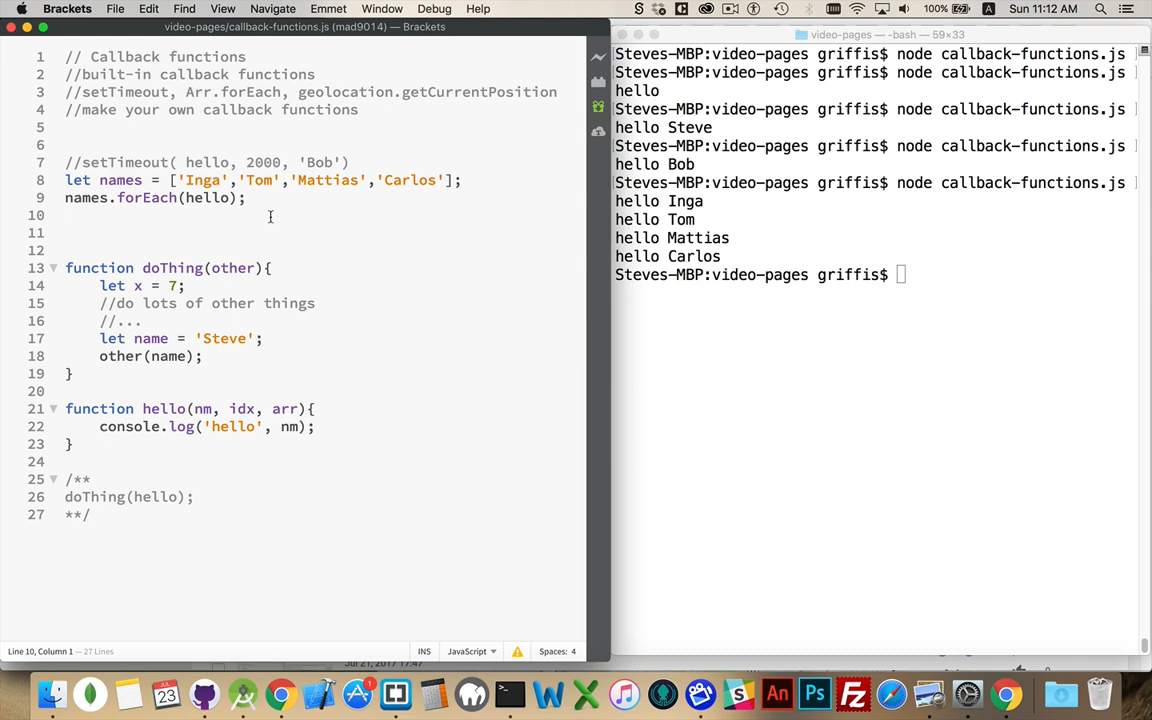 Brackets File Edit Find View Navigate Emmet Window Debug Help 100% Sun 11:12 AM
video-pages/callback-functions.js (mad9014) — Brackets
1 // Callback functions
2 //built-in callback functions
3 //setTimeout, Arr.forEach, geolocation.getCurrentPosition
4 //make your own callback functions
5
6
7 //setTimeout( hello, 2000, 'Bob')
8 let names = ['Inga','Tom','Mattias','Carlos'];
9 names.forEach(hello);
10
11
12
13 function doThing(other){
14 let x = 7;
15 //do lots of other things
16 //...
17 let name = 'Steve';
18 other(name);
19 }
20
21 function hello(nm, idx, arr){
22 console.log('hello', nm);
23 }
24
25 /**
26 doThing(hello);
27 **/
Line 10, Column 1 — 27 Lines
INS JavaScript Spaces: 4
video-pages — -bash — 59×33
Steves-MBP:video-pages griffis$ node callback-functions.js
Steves-MBP:video-pages griffis$ node callback-functions.js
hello
Steves-MBP:video-pages griffis$ node callback-functions.js
hello Steve
Steves-MBP:video-pages griffis$ node callback-functions.js
hello Bob
Steves-MBP:video-pages griffis$ node callback-functions.js
hello Inga
hello Tom
hello Mattias
hello Carlos
Steves-MBP:video-pages griffis$
Jul 21, 2017 17:47